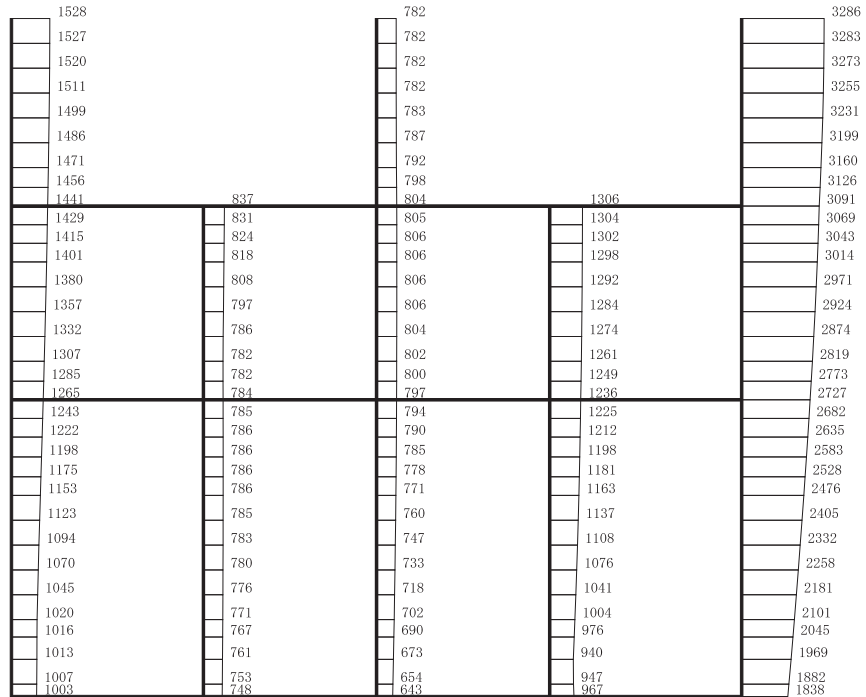 1528 782 3286
1527 782 3283
1520 782 3273
1511 782 3255
1499 783 3231
1486 787 3199
1471 792 3160
1456 798 3126
1441 837 804 1306 3091
1429 831 805 1304 3069
1415 824 806 1302 3043
1401 818 806 1298 3014
1380 808 806 1292 2971
1357 797 806 1284 2924
1332 786 804 1274 2874
1307 782 802 1261 2819
1285 782 800 1249 2773
1265 784 797 1236 2727
1243 785 794 1225 2682
1222 786 790 1212 2635
1198 786 785 1198 2583
1175 786 778 1181 2528
1153 786 771 1163 2476
1123 785 760 1137 2405
1094 783 747 1108 2332
1070 780 733 1076 2258
1045 776 718 1041 2181
1020 771 702 1004 2101
1016 767 690 976 2045
1013 761 673 940 1969
1007 753 654 947 1882
1003 748 643 967 1838